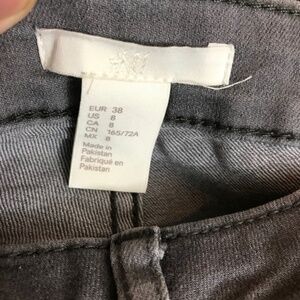 EUR 38
US 8
CA 8
CN 165/72A
MX 8
Made in
Pakistan
Fabriqué en
Pakistan